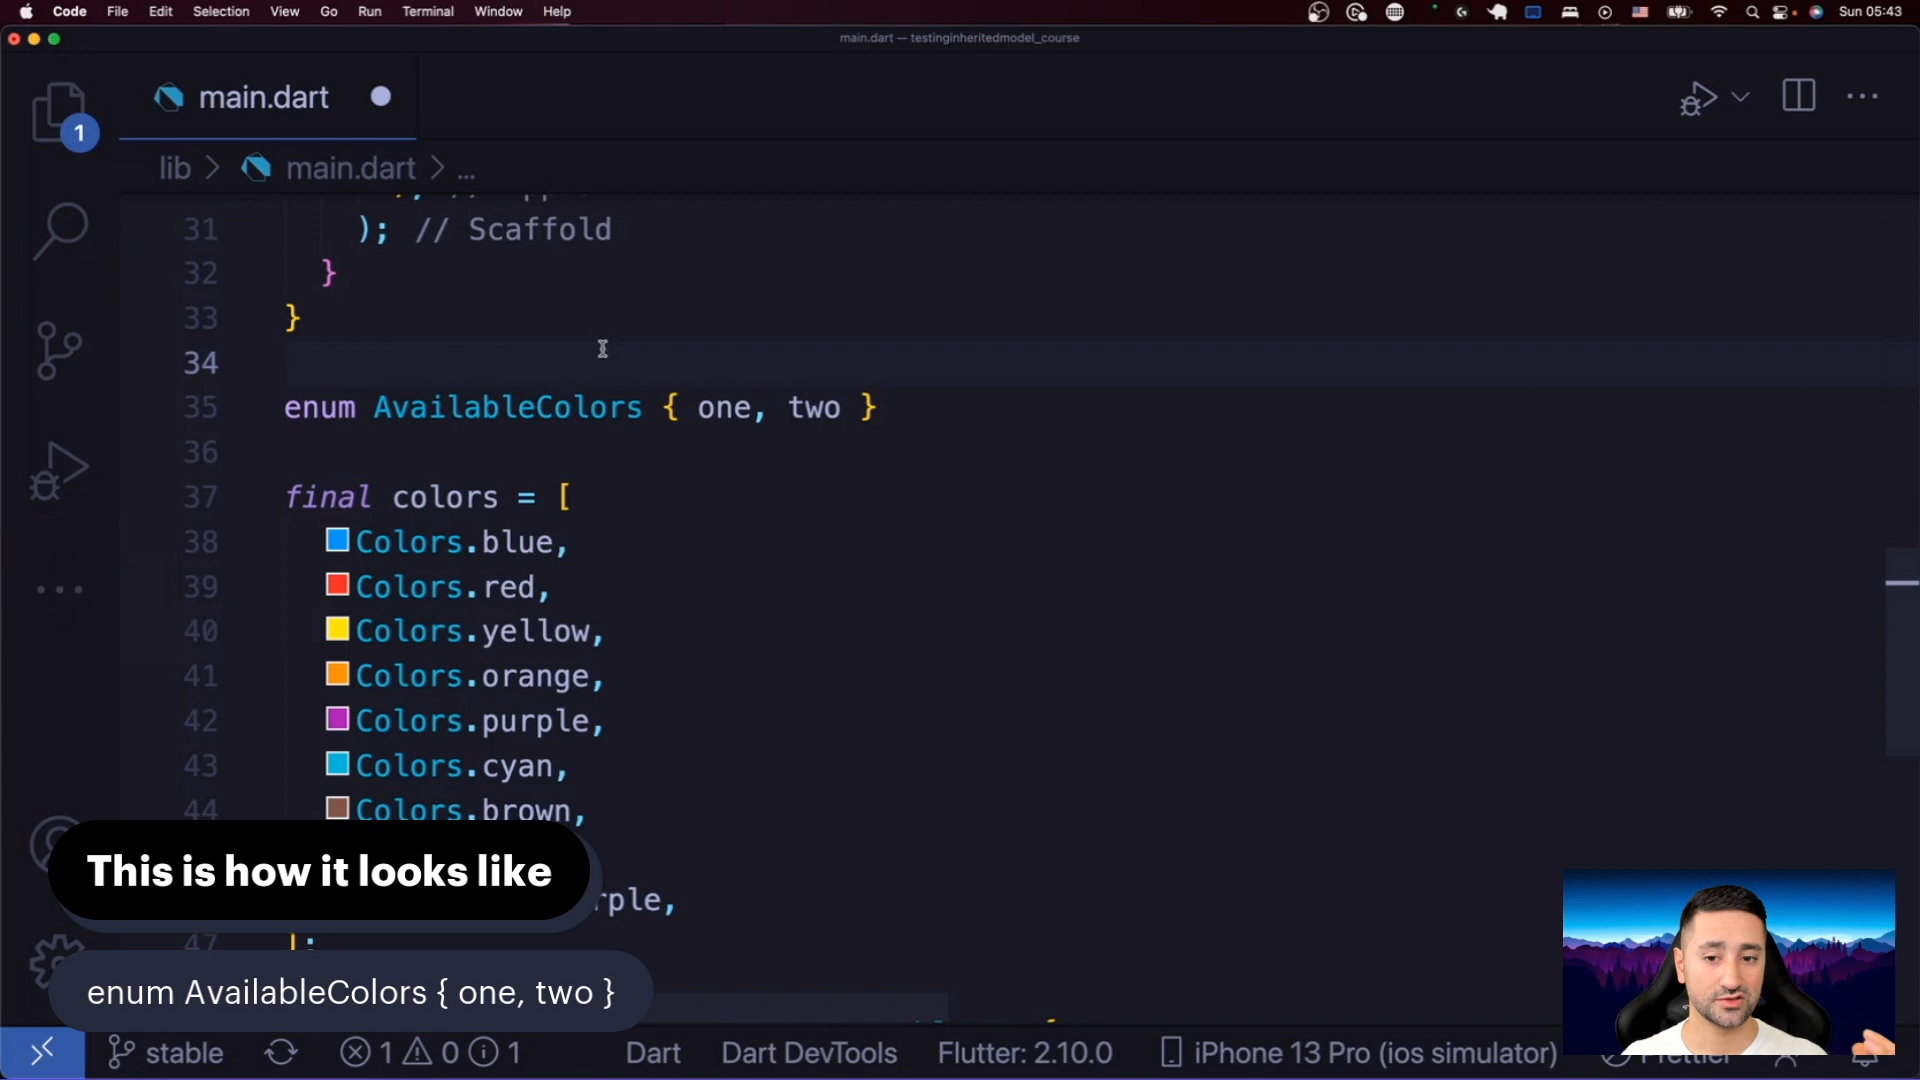 Code File Edit Selection View Go Run Terminal Window Help Sun 05:43
main.dart — testinginheritedmodel_course
main.dart
1
lib > main.dart > ...
31 ); // Scaffold
32 }
33 }
34
35 enum AvailableColors { one, two }
36
37 final colors = [
38 Colors.blue,
39 Colors.red,
40 Colors.yellow,
41 Colors.orange,
42 Colors.purple,
43 Colors.cyan,
44 Colors.brown,
This is how it looks like
rple,
47 ];
enum AvailableColors { one, two }
stable 1 0 1 Dart Dart DevTools Flutter: 2.10.0 iPhone 13 Pro (ios simulator) Prettier